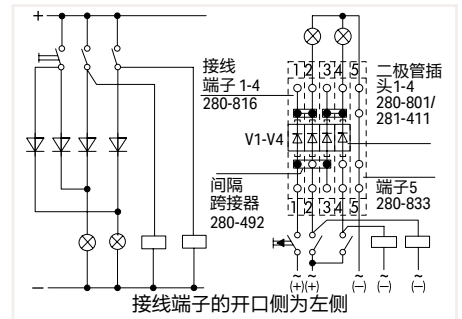 +
−
接线
端子 1-4
280-816
V1-V4
间隔
跨接器
280-492
1 2 3 4 5
1 2 3 4 5
二极管插
头1-4
280-801/
281-411
端子5
280-833
~ ~ ~ ~ ~
(+) (+) (−) (−) (−)
接线端子的开口侧为左侧